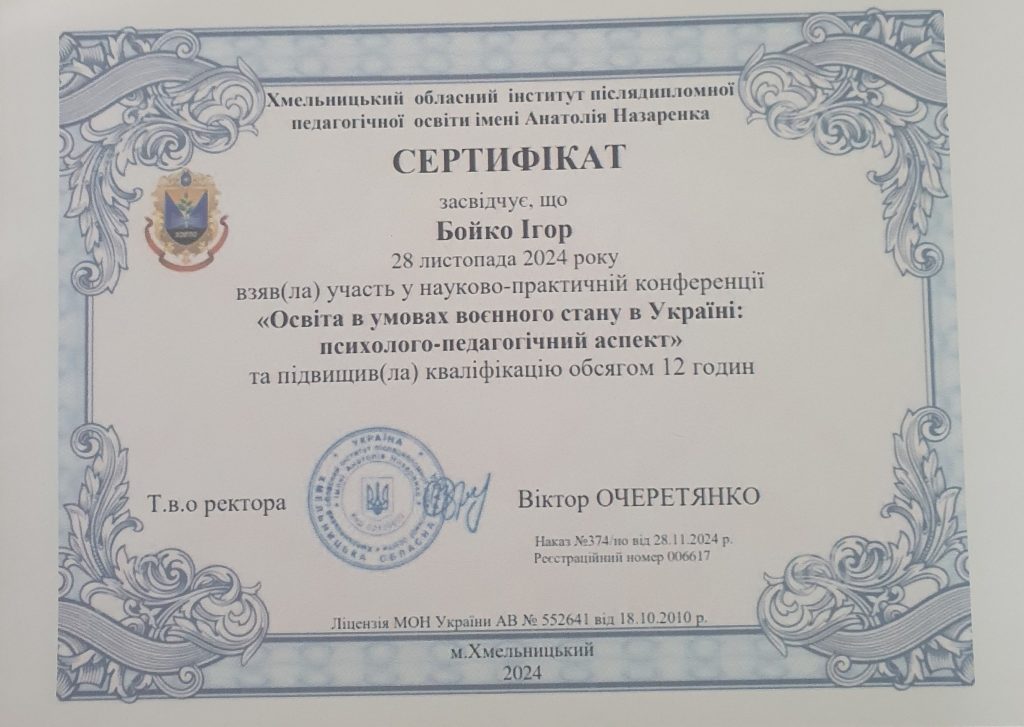 Хмельницький обласний інститут післядипломної
педагогічної освіти імені Анатолія Назаренка
СЕРТИФІКАТ
засвідчує, що
Бойко Ігор
28 листопада 2024 року
взяв(ла) участь у науково-практичній конференції
«Освіта в умовах воєнного стану в Україні:
психолого-педагогічний аспект»
та підвищив(ла) кваліфікацію обсягом 12 годин
Т.в.о ректора
УКРАЇНА
Віктор ОЧЕРЕТЯНКО
Наказ №374/но від 28.11.2024 р.
Реєстраційний номер 006617
Ліцензія МОН України АВ № 552641 від 18.10.2010 р.
м.Хмельницький
2024